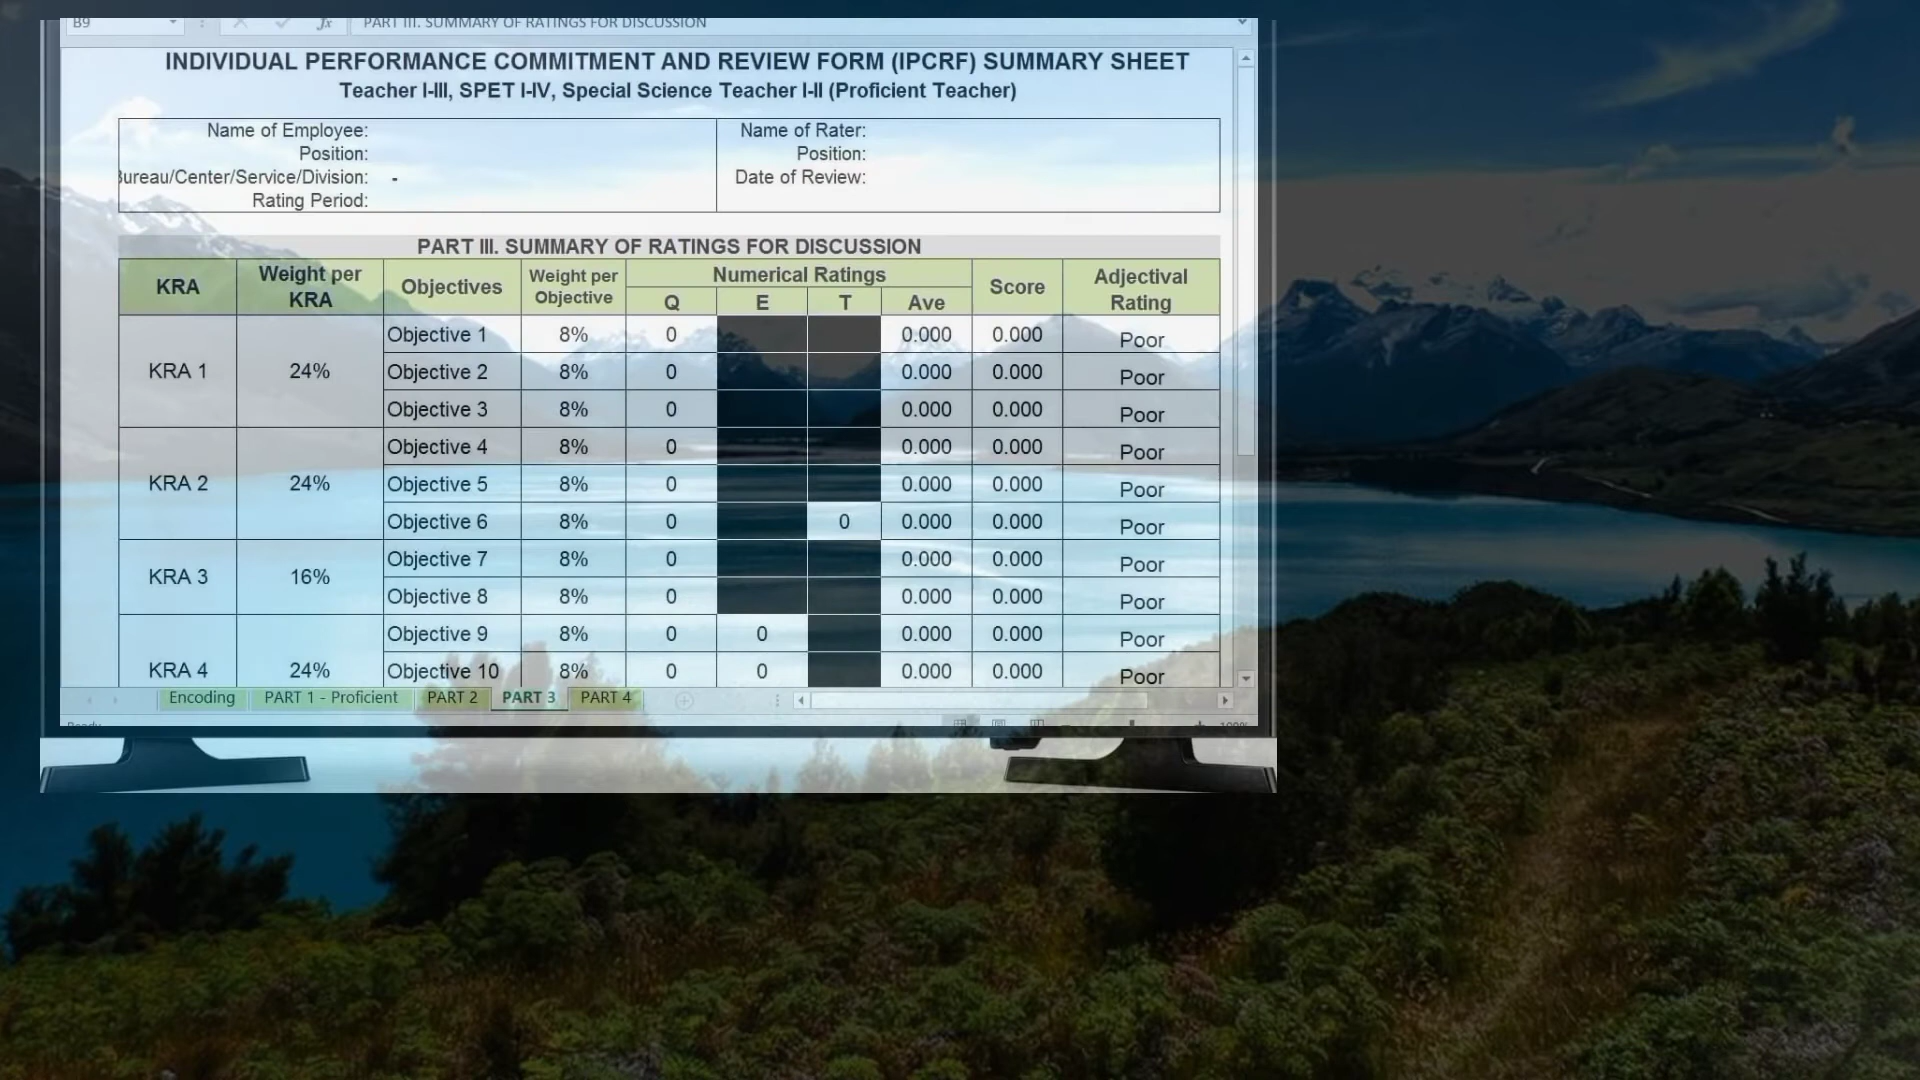 B9 fx PART III. SUMMARY OF RATINGS FOR DISCUSSION
INDIVIDUAL PERFORMANCE COMMITMENT AND REVIEW FORM (IPCRF) SUMMARY SHEET
Teacher I-III, SPET I-IV, Special Science Teacher I-II (Proficient Teacher)
Name of Employee: Name of Rater:
Position: Position:
Bureau/Center/Service/Division: - Date of Review:
Rating Period:
PART III. SUMMARY OF RATINGS FOR DISCUSSION
KRA Weight per KRA Objectives Weight per Objective Numerical Ratings Score Adjectival Rating
Q E T Ave
KRA 1 24% Objective 1 8% 0 0.000 0.000 Poor
Objective 2 8% 0 0.000 0.000 Poor
Objective 3 8% 0 0.000 0.000 Poor
KRA 2 24% Objective 4 8% 0 0.000 0.000 Poor
Objective 5 8% 0 0.000 0.000 Poor
Objective 6 8% 0 0 0.000 0.000 Poor
KRA 3 16% Objective 7 8% 0 0.000 0.000 Poor
Objective 8 8% 0 0.000 0.000 Poor
KRA 4 24% Objective 9 8% 0 0 0.000 0.000 Poor
Objective 10 8% 0 0 0.000 0.000 Poor
Encoding PART 1 - Proficient PART 2 PART 3 PART 4
Ready 100%